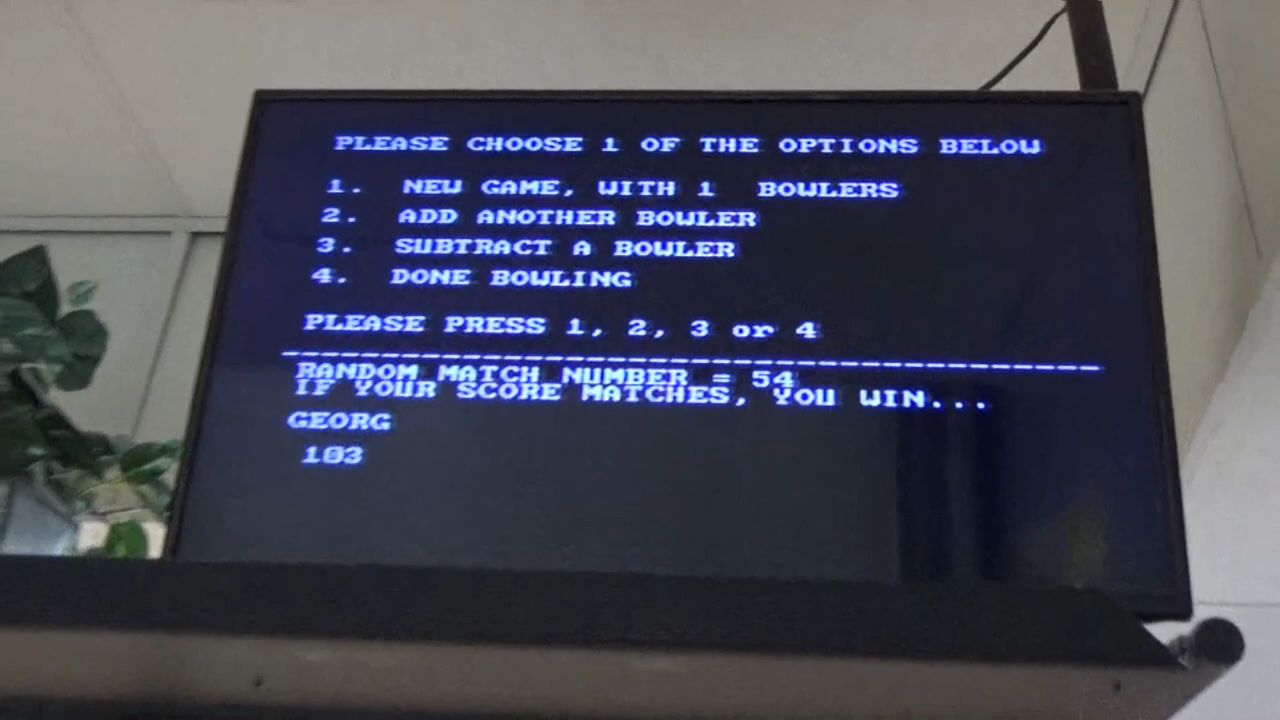 PLEASE CHOOSE 1 OF THE OPTIONS BELOW
1. NEW GAME, WITH 1 BOWLERS
2. ADD ANOTHER BOWLER
3. SUBTRACT A BOWLER
4. DONE BOWLING
PLEASE PRESS 1, 2, 3 or 4
RANDOM MATCH NUMBER = 54
IF YOUR SCORE MATCHES, YOU WIN...
GEORG
103